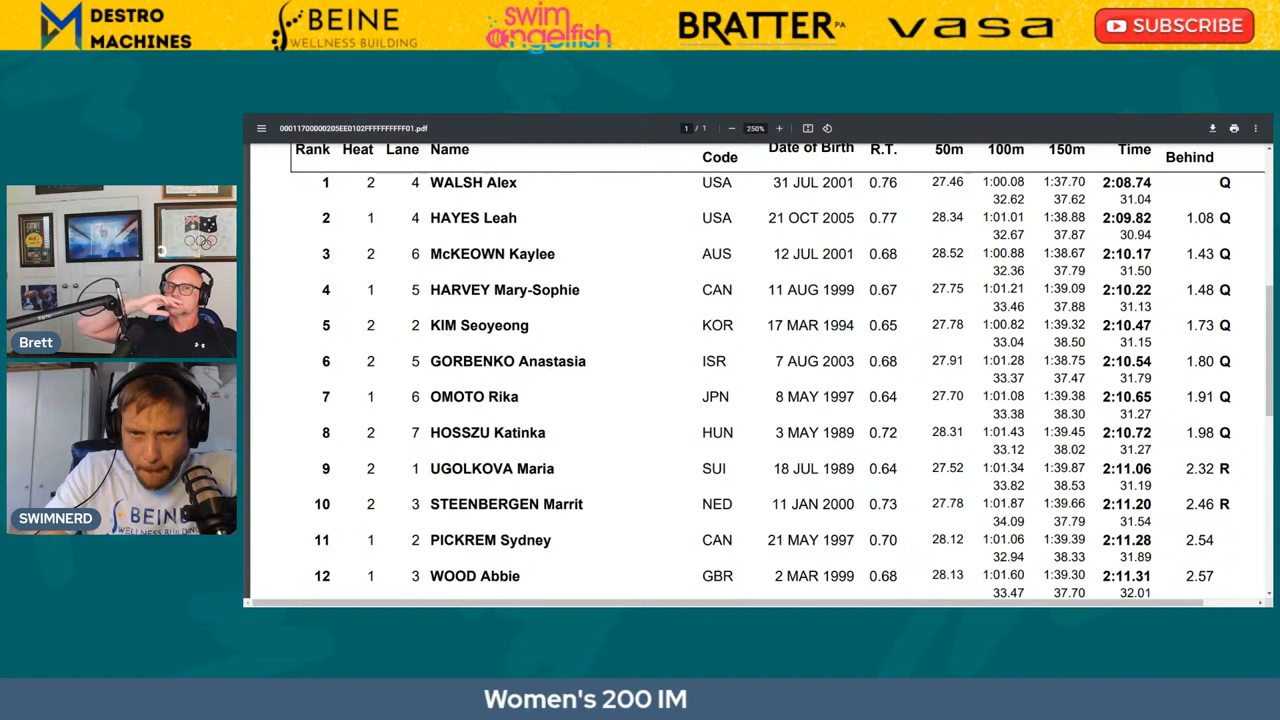 DESTRO
MACHINES
BEINE
WELLNESS BUILDING
swim
angelfish
BRATTER PA
vasa
SUBSCRIBE
00011700000205EE0102FFFFFFFFFF01.pdf
1 / 1
250%
Rank Heat Lane Name Code Date of Birth R.T. 50m 100m 150m Time Behind
1 2 4 WALSH Alex USA 31 JUL 2001 0.76 27.46 1:00.08 1:37.70 2:08.74 Q
32.62 37.62 31.04
2 1 4 HAYES Leah USA 21 OCT 2005 0.77 28.34 1:01.01 1:38.88 2:09.82 1.08 Q
32.67 37.87 30.94
3 2 6 McKEOWN Kaylee AUS 12 JUL 2001 0.68 28.52 1:00.88 1:38.67 2:10.17 1.43 Q
32.36 37.79 31.50
4 1 5 HARVEY Mary-Sophie CAN 11 AUG 1999 0.67 27.75 1:01.21 1:39.09 2:10.22 1.48 Q
33.46 37.88 31.13
5 2 2 KIM Seoyeong KOR 17 MAR 1994 0.65 27.78 1:00.82 1:39.32 2:10.47 1.73 Q
33.04 38.50 31.15
6 2 5 GORBENKO Anastasia ISR 7 AUG 2003 0.68 27.91 1:01.28 1:38.75 2:10.54 1.80 Q
33.37 37.47 31.79
7 1 6 OMOTO Rika JPN 8 MAY 1997 0.64 27.70 1:01.08 1:39.38 2:10.65 1.91 Q
33.38 38.30 31.27
8 2 7 HOSSZU Katinka HUN 3 MAY 1989 0.72 28.31 1:01.43 1:39.45 2:10.72 1.98 Q
33.12 38.02 31.27
9 2 1 UGOLKOVA Maria SUI 18 JUL 1989 0.64 27.52 1:01.34 1:39.87 2:11.06 2.32 R
33.82 38.53 31.19
10 2 3 STEENBERGEN Marrit NED 11 JAN 2000 0.73 27.78 1:01.87 1:39.66 2:11.20 2.46 R
34.09 37.79 31.54
11 1 2 PICKREM Sydney CAN 21 MAY 1997 0.70 28.12 1:01.06 1:39.39 2:11.28 2.54
32.94 38.33 31.89
12 1 3 WOOD Abbie GBR 2 MAR 1999 0.68 28.13 1:01.60 1:39.30 2:11.31 2.57
33.47 37.70 32.01
Brett
BEINE
WELLNESS BUILDING
SWIMNERD
Women's 200 IM